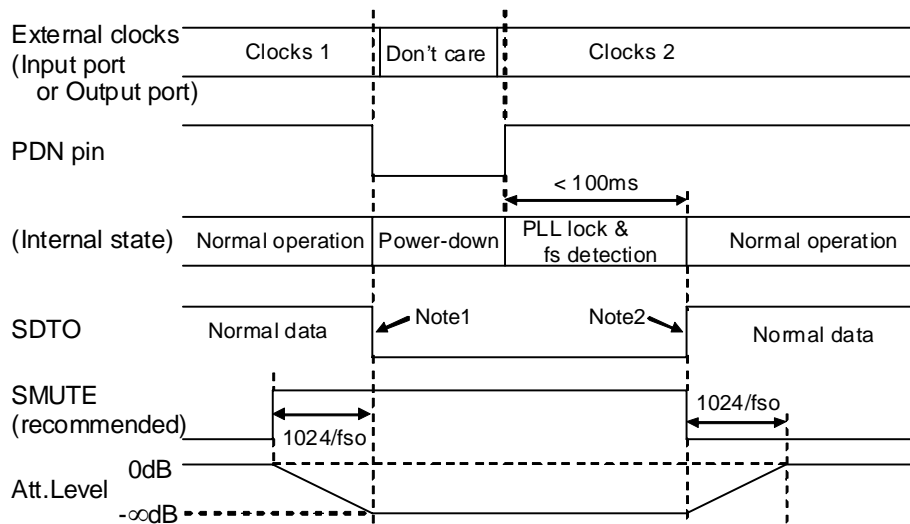 External clocks
(Input port
or Output port)
Clocks 1
Don't care
Clocks 2
PDN pin
< 100ms
(Internal state)
Normal operation
Power-down
PLL lock &
fs detection
Normal operation
SDTO
Normal data
Note1
Note2
Normal data
SMUTE
(recommended)
1024/fso
1024/fso
Att.Level
0dB
-∞dB